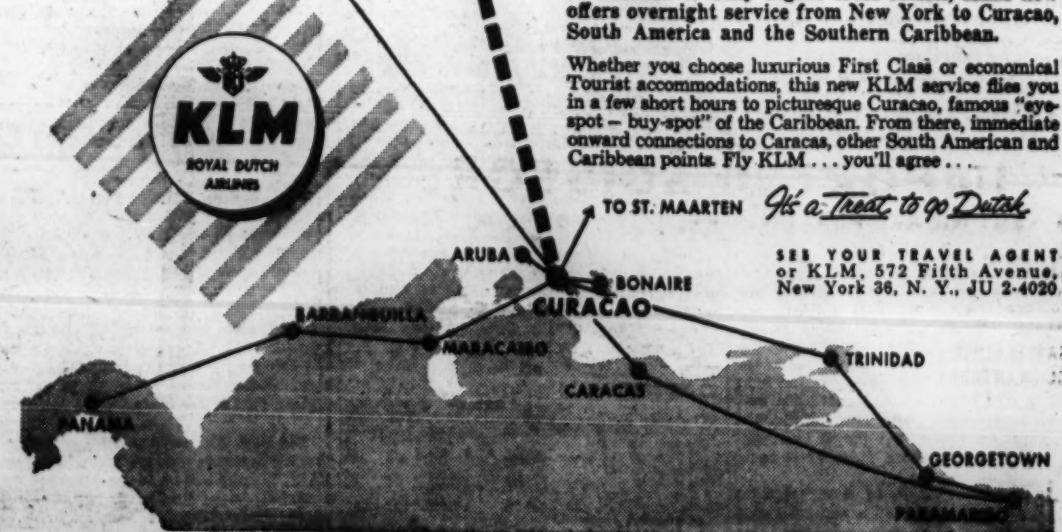 offers overnight service from New York to Curacao,
South America and the Southern Caribbean.
Whether you choose luxurious First Class or economical
Tourist accommodations, this new KLM service flies you
in a few short hours to picturesque Curacao, famous "eye-
spot – buy-spot" of the Caribbean. From there, immediate
onward connections to Caracas, other South American and
Caribbean points. Fly KLM . . . you'll agree . . .
It's a Treat to go Dutch
SEE YOUR TRAVEL AGENT
or KLM, 572 Fifth Avenue,
New York 36, N. Y., JU 2-4020
KLM
ROYAL DUTCH
AIRLINES
TO ST. MAARTEN
ARUBA
BONAIRE
CURACAO
BARRANQUILLA
MARACAIBO
TRINIDAD
CARACAS
PANAMA
GEORGETOWN
PARAMARIBO